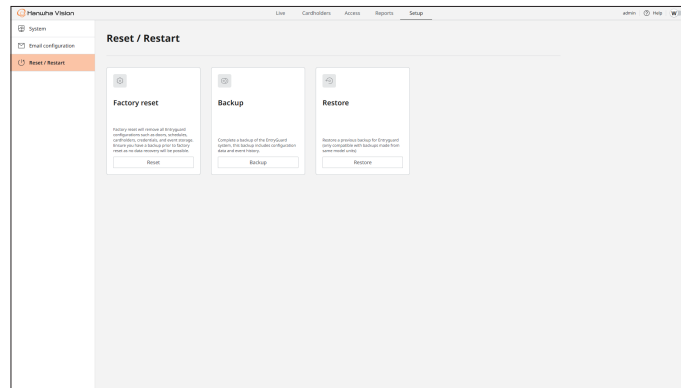 Hanwha Vision
Live
Cardholders
Access
Reports
Setup
admin
Help
W
System
Email configuration
Reset / Restart
Reset / Restart
Factory reset
Factory reset will remove all Entryguard
configurations such as doors, schedules,
cardholders, credentials, and event storage.
Ensure you have a backup prior to factory
reset as no data recovery will be possible.
Reset
Backup
Complete a backup of the EntryGuard
system, this backup includes configuration
data and event history.
Backup
Restore
Restore a previous backup for Entryguard
(only compatible with backups made from
same model units).
Restore